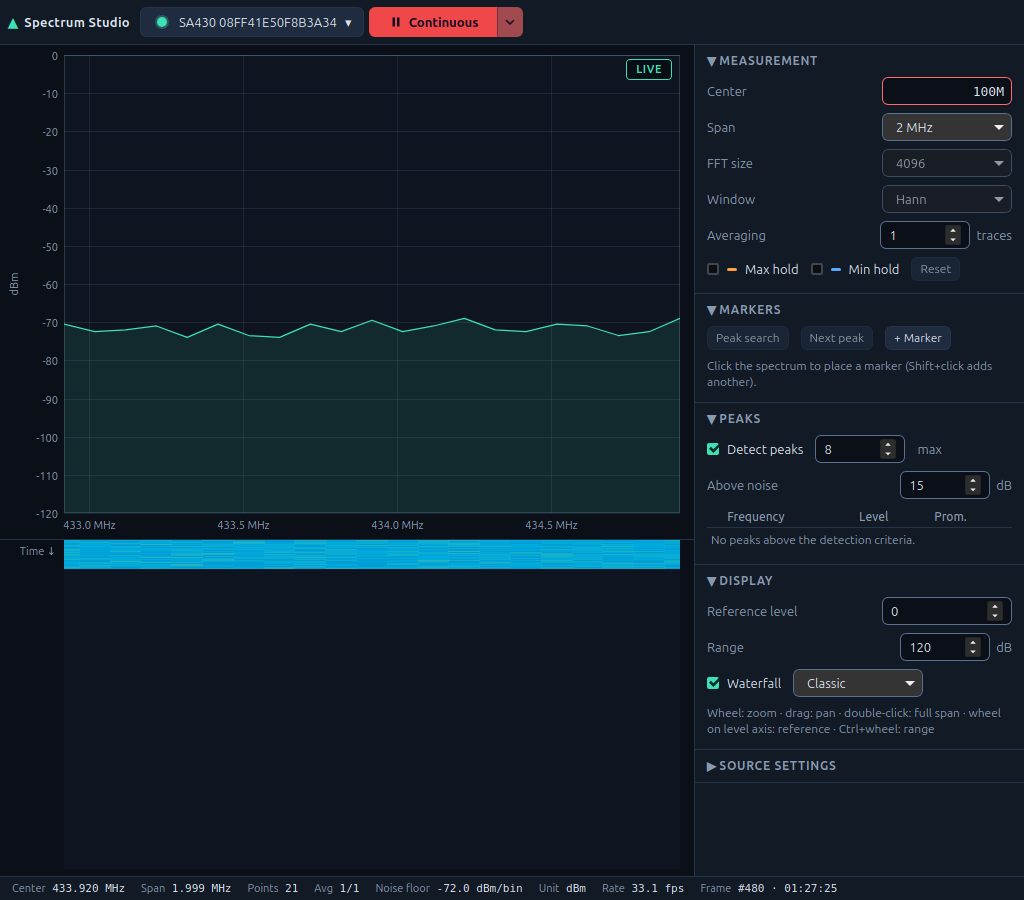 Spectrum Studio
SA430 08FF41E50F8B3A34 ▾
Continuous
LIVE
0
-10
-20
-30
-40
-50
-60
-70
-80
-90
-100
-110
-120
dBm
433.0 MHz 433.5 MHz 434.0 MHz 434.5 MHz
Time ↓
▼ MEASUREMENT
Center 100M
Span 2 MHz
FFT size 4096
Window Hann
Averaging 1 traces
Max hold Min hold Reset
▼ MARKERS
Peak search Next peak + Marker
Click the spectrum to place a marker (Shift+click adds
another).
▼ PEAKS
Detect peaks 8 max
Above noise 15 dB
Frequency Level Prom.
No peaks above the detection criteria.
▼ DISPLAY
Reference level 0
Range 120 dB
Waterfall Classic
Wheel: zoom · drag: pan · double-click: full span · wheel
on level axis: reference · Ctrl+wheel: range
▶ SOURCE SETTINGS
Center 433.920 MHz Span 1.999 MHz Points 21 Avg 1/1 Noise floor -72.0 dBm/bin Unit dBm Rate 33.1 fps Frame #480 · 01:27:25